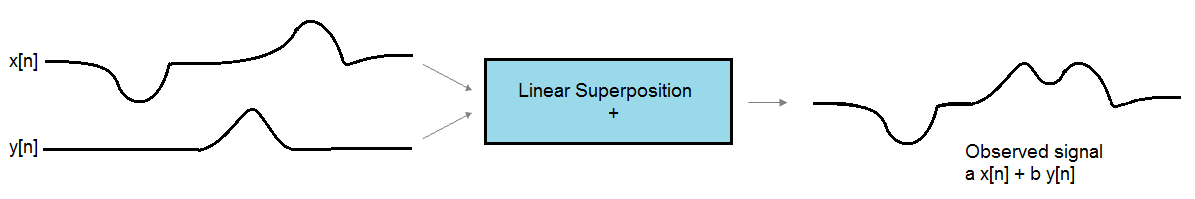 x[n]
y[n]
Linear Superposition
+
Observed signal
a x[n] + b y[n]